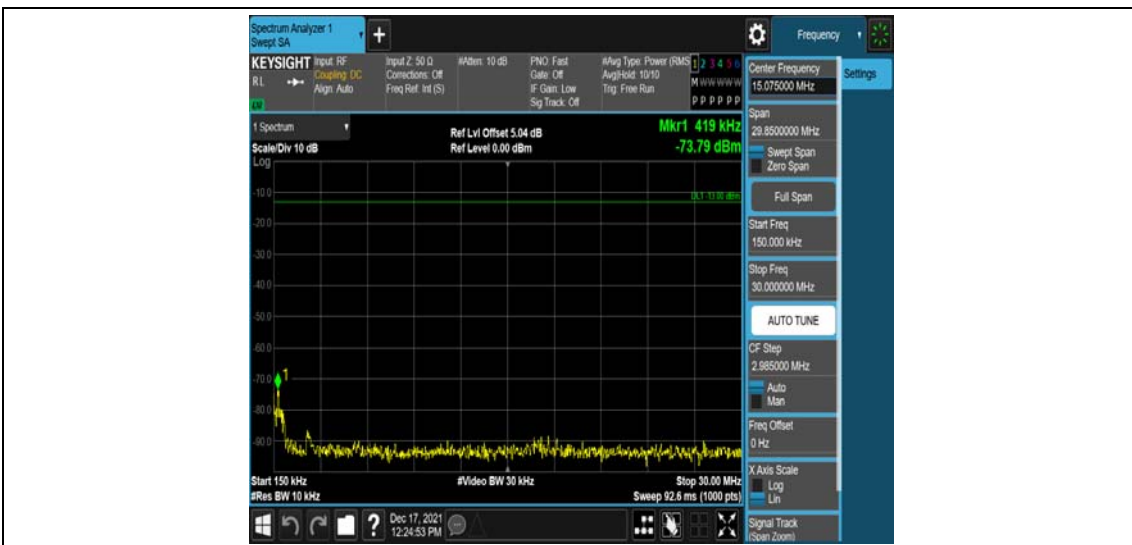 Spectrum Analyzer 1
Swept SA
+
Frequency
KEYSIGHT
RL
Input: RF
Coupling: DC
Align: Auto
Input Z: 50 Ω
Corrections: Off
Freq Ref: Int (S)
#Atten: 10 dB
PNO: Fast
Gate: Off
IF Gain: Low
Sig Track: Off
#Avg Type: Power (RMS
Avg|Hold: 10/10
Trig: Free Run
1 2 3 4 5 6
M W W W W W
P P P P P P
1 Spectrum
Scale/Div 10 dB
Log
Ref Lvl Offset 5.04 dB
Ref Level 0.00 dBm
Mkr1 419 kHz
-73.79 dBm
DL1 -13.00 dBm
-10.0
-20.0
-30.0
-40.0
-50.0
-60.0
-70.0
-80.0
-90.0
1
Start 150 kHz
#Res BW 10 kHz
#Video BW 30 kHz
Stop 30.00 MHz
Sweep 92.6 ms (1000 pts)
?
Dec 17, 2021
12:24:53 PM
Center Frequency
15.075000 MHz
Settings
Span
29.8500000 MHz
Swept Span
Zero Span
Full Span
Start Freq
150.000 kHz
Stop Freq
30.000000 MHz
AUTO TUNE
CF Step
2.985000 MHz
Auto
Man
Freq Offset
0 Hz
X Axis Scale
Log
Lin
Signal Track
(Span Zoom)